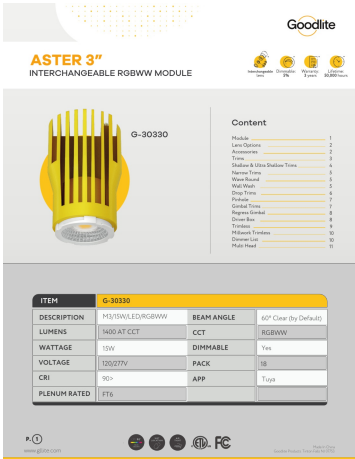 Goodlite
ASTER 3”
INTERCHANGEABLE RGBWW MODULE
Interchangeable lens
Dimmable: 5%
Warranty: 3 years
Lifetime: 30,000 hours
G-30330
Content
Module 1
Lens Options 2
Accessories 2
Trims 3
Shallow & Ultra Shallow Trims 4
Narrow Trims 5
Wave Round 5
Wall Wash 5
Drop Trims 6
Pinhole 7
Gimbal Trims 7
Regress Gimbal 8
Driver Box 8
Trimless 9
Millwork Trimless 10
Dimmer List 10
Multi Head 11
ITEM G-30330
DESCRIPTION M3/15W/LED/RGBWW BEAM ANGLE 60° Clear (by Default)
LUMENS 1400 AT CCT CCT RGBWW
WATTAGE 15W DIMMABLE Yes
VOLTAGE 120/277V PACK 18
CRI 90> APP Tuya
PLENUM RATED FT6
P. 1